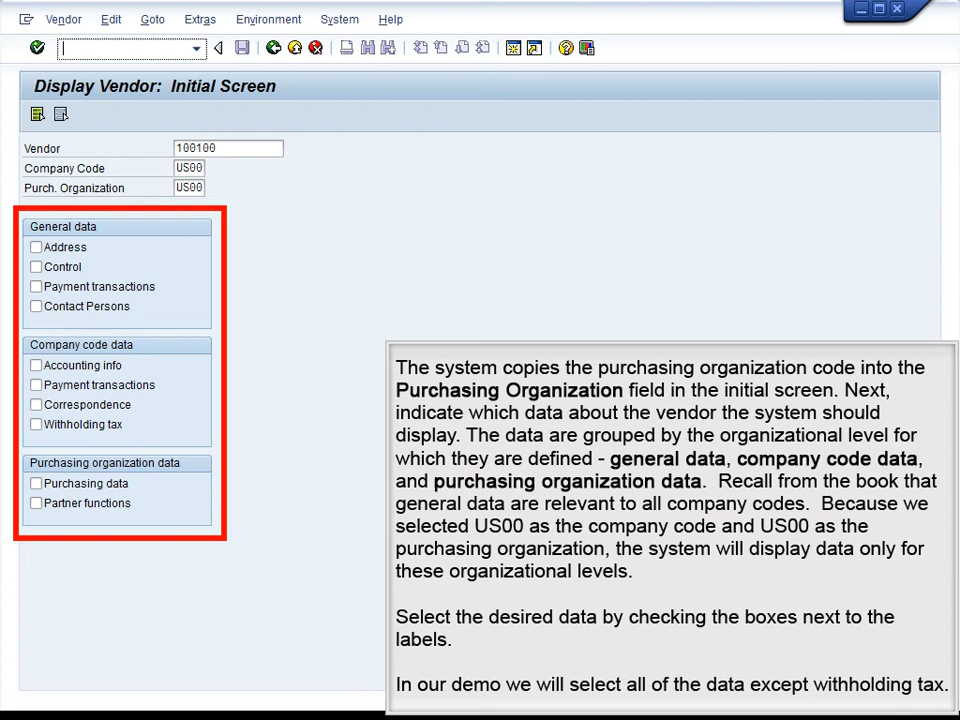 Vendor Edit Goto Extras Environment System Help
Display Vendor: Initial Screen
Vendor 100100
Company Code US00
Purch. Organization US00
General data
Address
Control
Payment transactions
Contact Persons
Company code data
Accounting info
Payment transactions
Correspondence
Withholding tax
Purchasing organization data
Purchasing data
Partner functions
The system copies the purchasing organization code into the
Purchasing Organization field in the initial screen. Next,
indicate which data about the vendor the system should
display. The data are grouped by the organizational level for
which they are defined - general data, company code data,
and purchasing organization data. Recall from the book that
general data are relevant to all company codes. Because we
selected US00 as the company code and US00 as the
purchasing organization, the system will display data only for
these organizational levels.
Select the desired data by checking the boxes next to the
labels.
In our demo we will select all of the data except withholding tax.